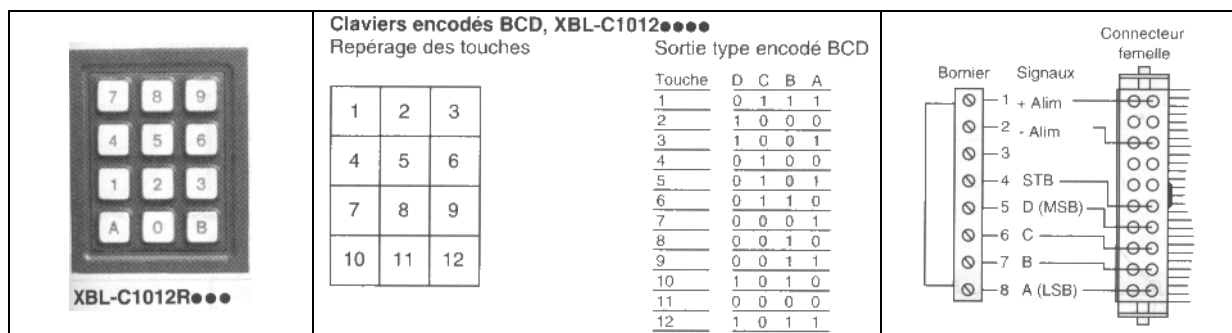 7 8 9
4 5 6
1 2 3
A 0 B
XBL-C1012R●●●
Claviers encodés BCD, XBL-C1012●●●●
Repérage des touches
1 2 3
4 5 6
7 8 9
10 11 12
Sortie type encodé BCD
Touche D C B A
1 0 1 1 1
2 1 0 0 0
3 1 0 0 1
4 0 1 0 0
5 0 1 0 1
6 0 1 1 0
7 0 0 0 1
8 0 0 1 0
9 0 0 1 1
10 1 0 1 0
11 0 0 0 0
12 1 0 1 1
Connecteur
femelle
Bornier Signaux
1 + Alim
2 - Alim
3
4 STB
5 D (MSB)
6 C
7 B
8 A (LSB)